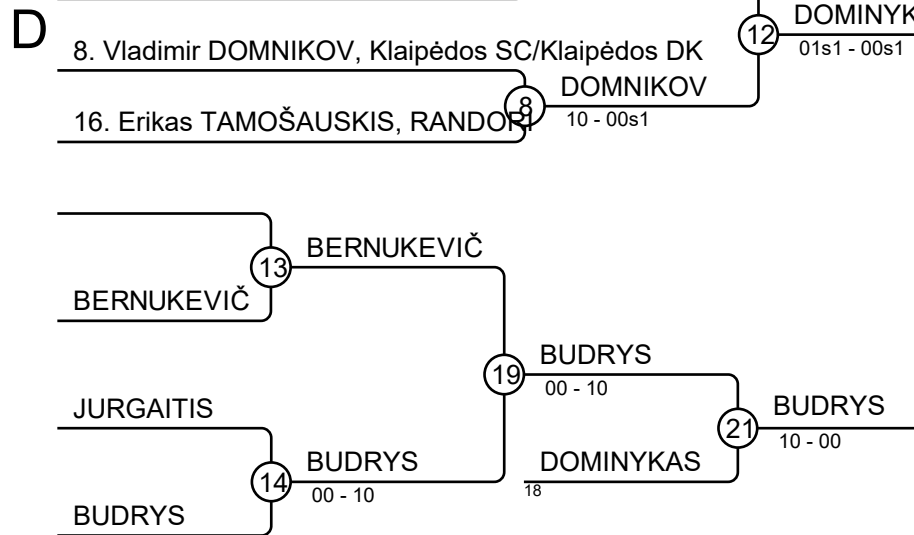 D
8. Vladimir DOMNIKOV, Klaipėdos SC/Klaipėdos DK
16. Erikas TAMOŠAUSKIS, RANDORI
8
DOMNIKOV
10 - 00s1
12
DOMINYK
01s1 - 00s1
13
BERNUKEVIČ
BERNUKEVIČ
19
BUDRYS
00 - 10
JURGAITIS
14
BUDRYS
00 - 10
BUDRYS
DOMINYKAS
18
21
BUDRYS
10 - 00